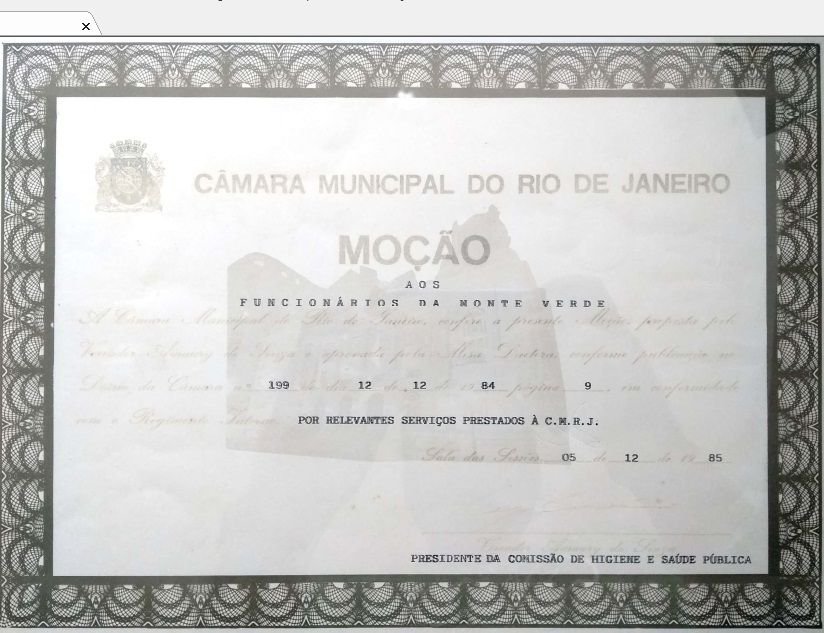 CÂMARA MUNICIPAL DO RIO DE JANEIRO
MOÇÃO
AOS
FUNCIONÁRIOS DA MONTE VERDE
A Câmara Municipal do Rio de Janeiro, confere a presente Moção, proposta pelo
Vereador Amaury de Souza e aprovada pela Mesa Diretora, conforme publicação no
Diário da Câmara nº 199 do dia 12 de 12 de 1984 página 9, em conformidade
com o Regimento Interno. POR RELEVANTES SERVIÇOS PRESTADOS À C.M.R.J.
Sala das Sessões 05 de 12 de 1985
PRESIDENTE DA COMISSÃO DE HIGIENE E SAÚDE PÚBLICA